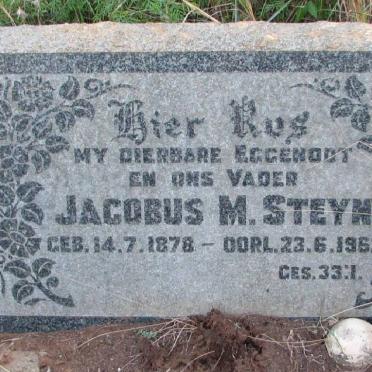 Hier Rus
MY DIERBARE EGGENOOT
EN ONS VADER
JACOBUS M. STEYN
GEB. 14.7.1878 – OORL. 23.6.196
GES. 33:1.